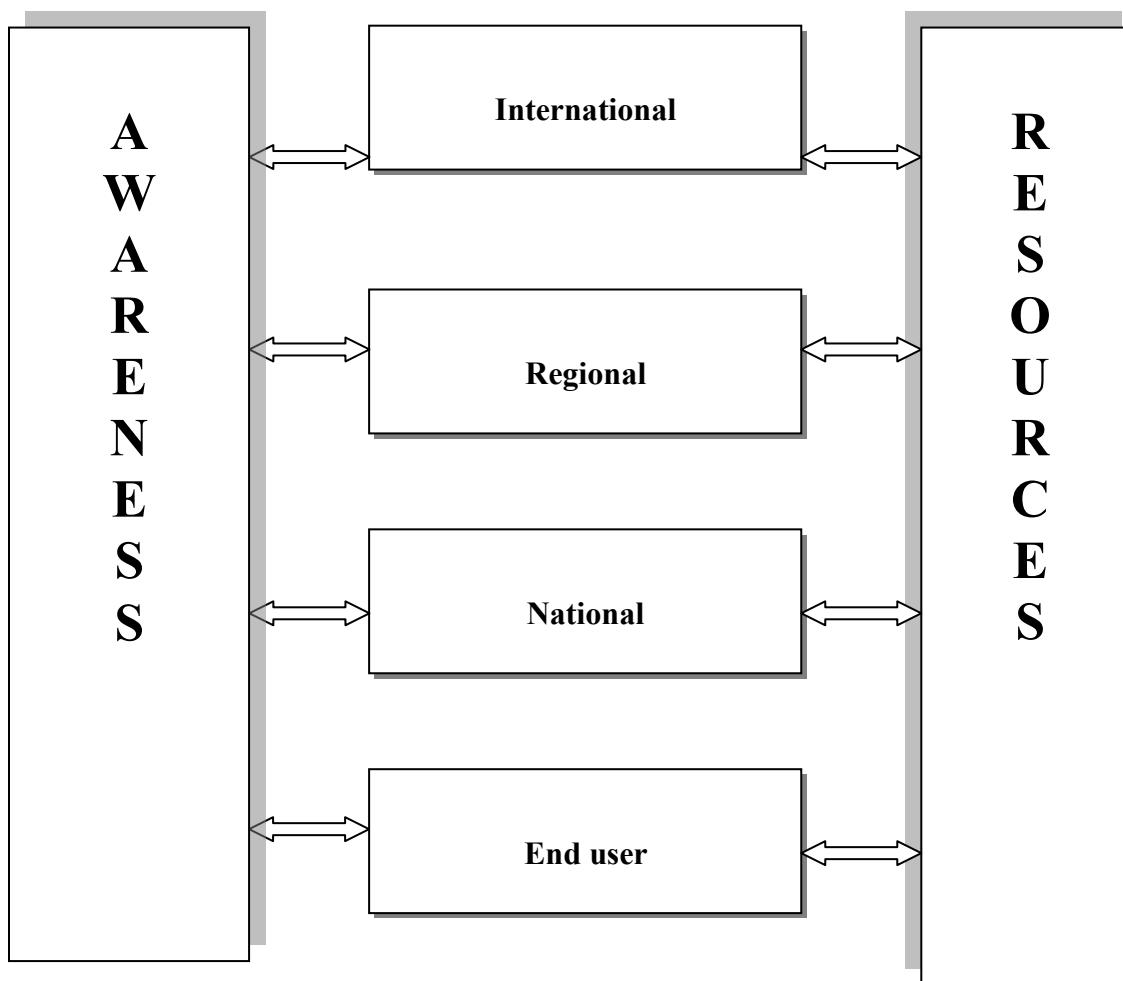 AWARENESS
International
Regional
National
End user
RESOURCES